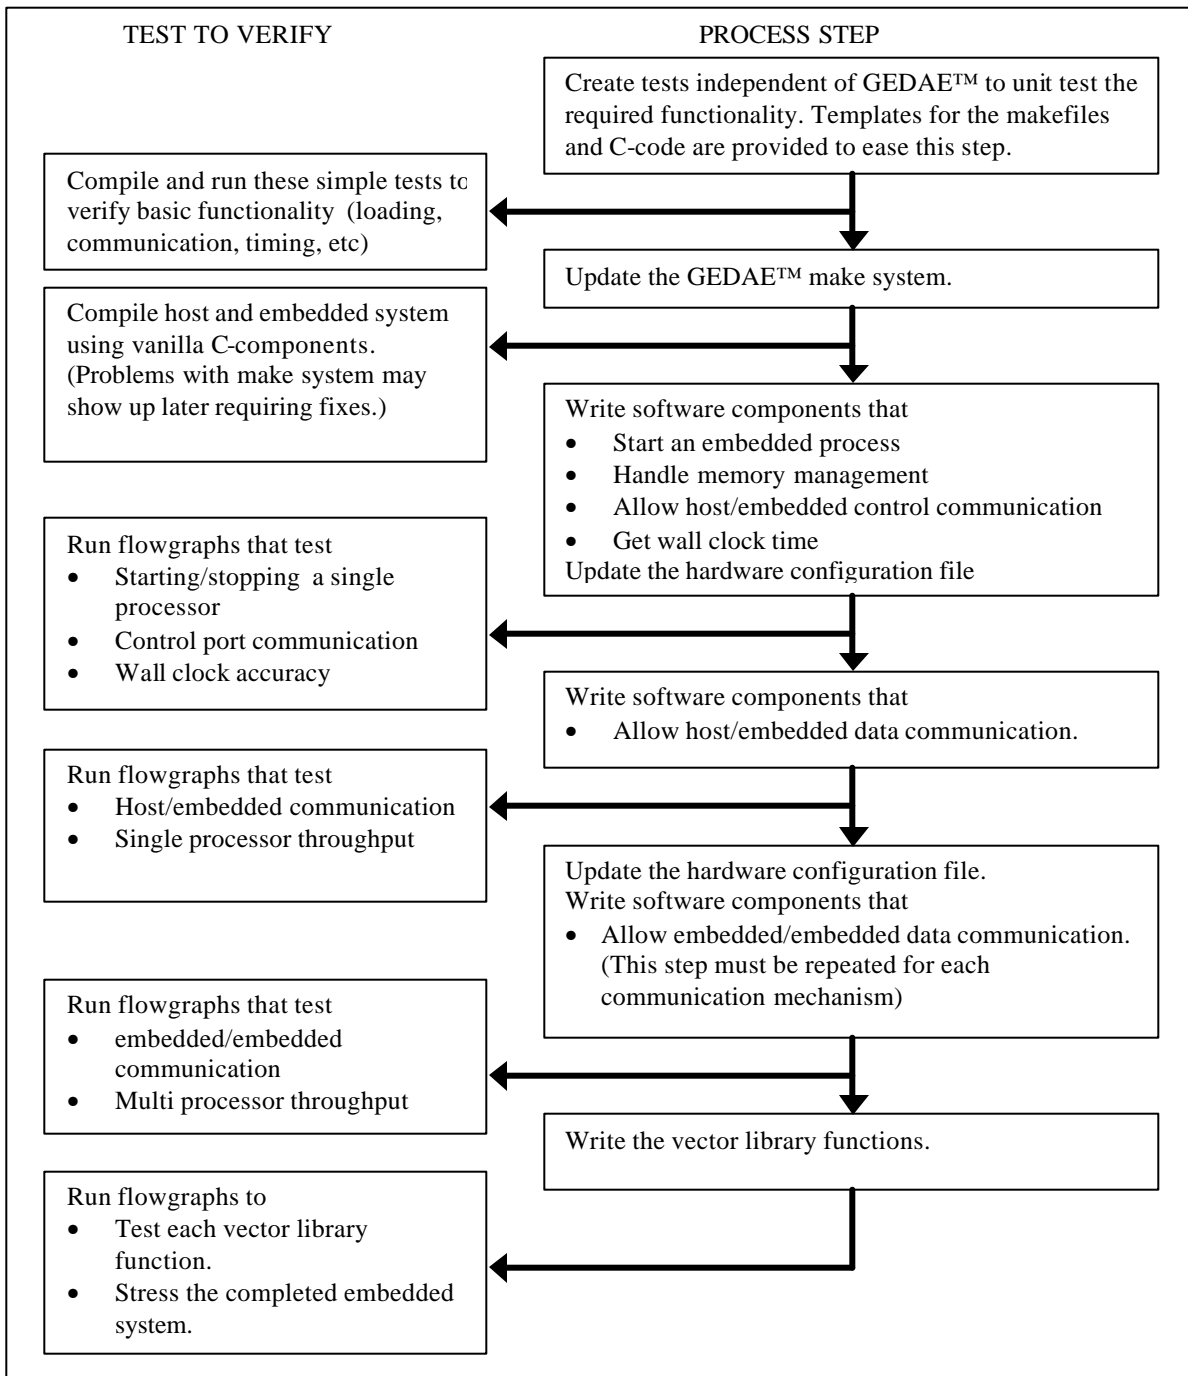 TEST TO VERIFY
PROCESS STEP
Create tests independent of GEDAE™ to unit test the
required functionality. Templates for the makefiles
and C-code are provided to ease this step.
Compile and run these simple tests to
verify basic functionality (loading,
communication, timing, etc)
Update the GEDAE™ make system.
Compile host and embedded system
using vanilla C-components.
(Problems with make system may
show up later requiring fixes.)
Write software components that
• Start an embedded process
• Handle memory management
• Allow host/embedded control communication
• Get wall clock time
Update the hardware configuration file
Run flowgraphs that test
• Starting/stopping a single
processor
• Control port communication
• Wall clock accuracy
Write software components that
• Allow host/embedded data communication.
Run flowgraphs that test
• Host/embedded communication
• Single processor throughput
Update the hardware configuration file.
Write software components that
• Allow embedded/embedded data communication.
(This step must be repeated for each
communication mechanism)
Run flowgraphs that test
• embedded/embedded
communication
• Multi processor throughput
Write the vector library functions.
Run flowgraphs to
• Test each vector library
function.
• Stress the completed embedded
system.